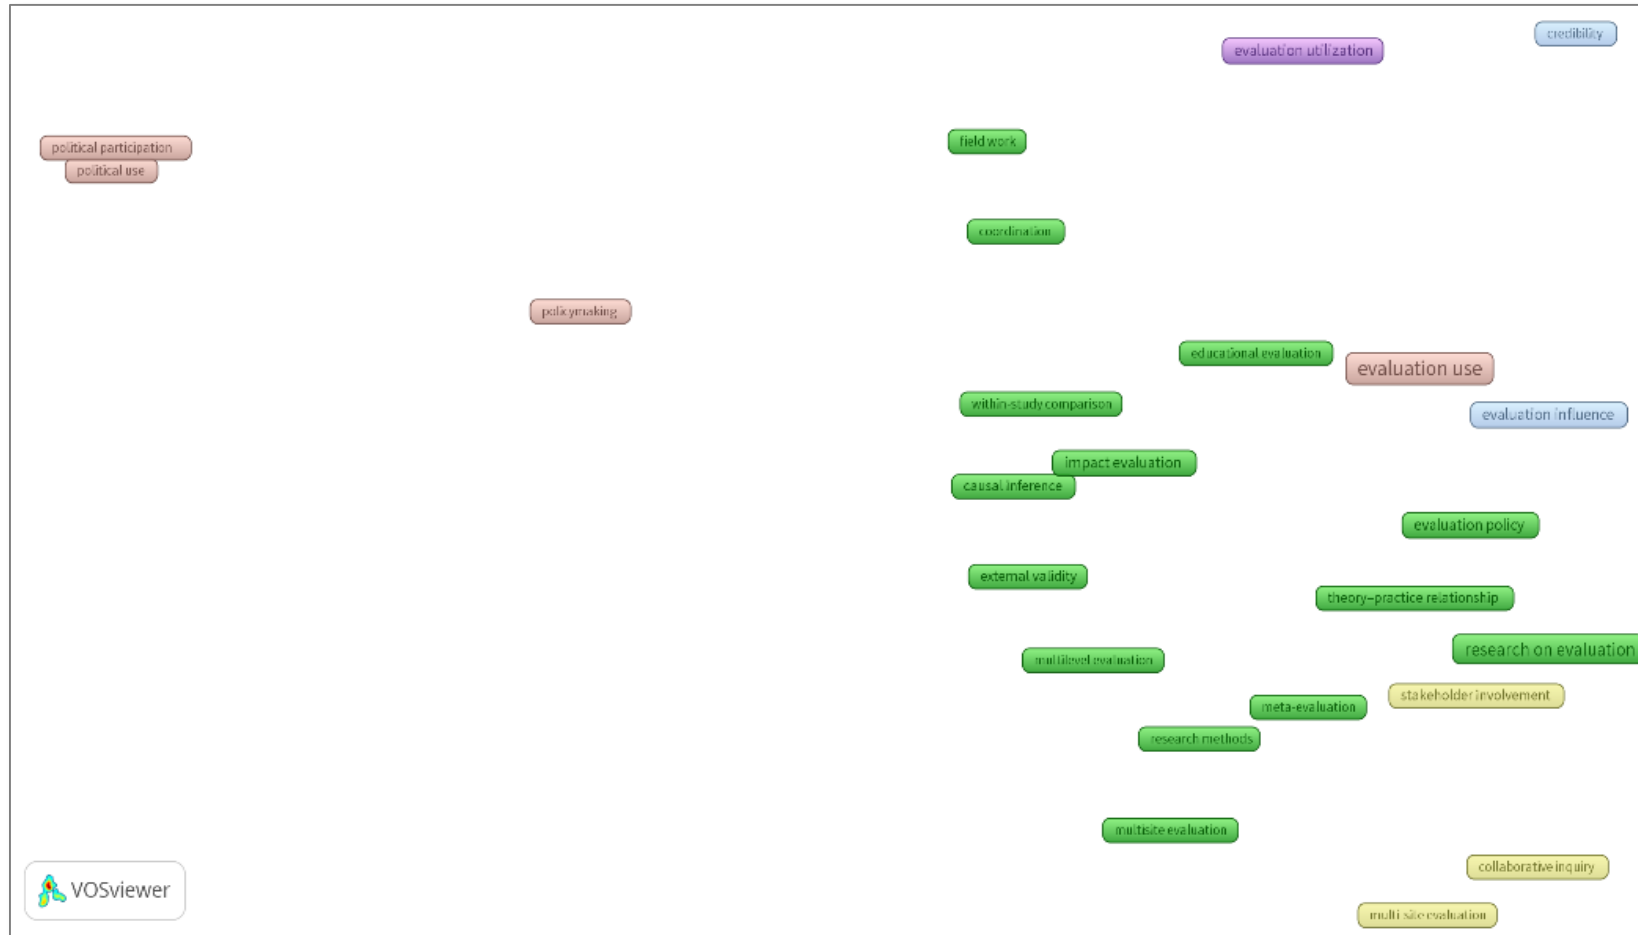 credibility
evaluation utilization
field work
political participation
political use
coordination
policymaking
educational evaluation
evaluation use
within-study comparison
evaluation influence
impact evaluation
causal inference
evaluation policy
external validity
theory–practice relationship
research on evaluation
multilevel evaluation
stakeholder involvement
meta-evaluation
research methods
multisite evaluation
collaborative inquiry
VOSviewer
multi site evaluation